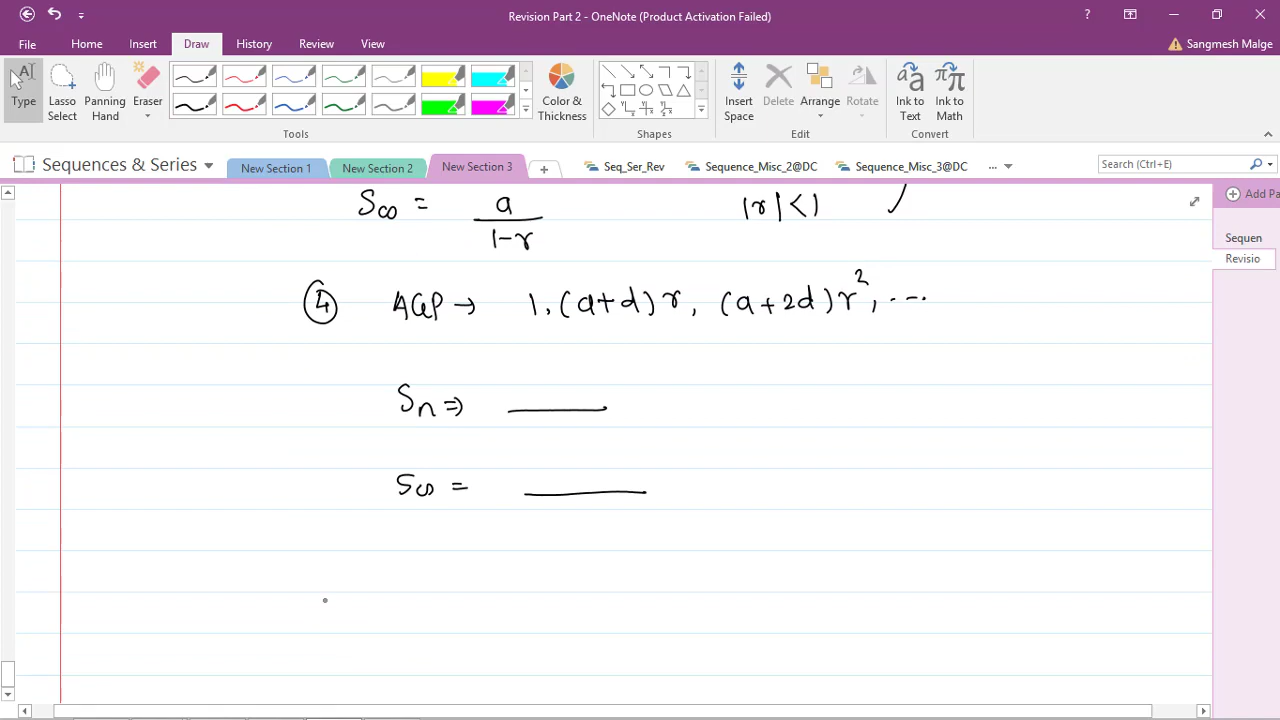 Revision Part 2 - OneNote (Product Activation Failed)
File Home Insert Draw History Review View Sangmesh Malge
Type Lasso Select Panning Hand Eraser Color & Thickness Insert Space Delete Arrange Rotate Ink to Text Ink to Math
Tools Shapes Edit Convert
Sequences & Series New Section 1 New Section 2 New Section 3 + Seq_Ser_Rev Sequence_Misc_2@DC Sequence_Misc_3@DC ... Search (Ctrl+E)
Add Pa
Sequen
Revisio
S∞ = a/(1-r) |r|<1
④ AGP → 1, (a+d)r, (a+2d)r², ...
Sn ⇒ ____
S∞ = ____